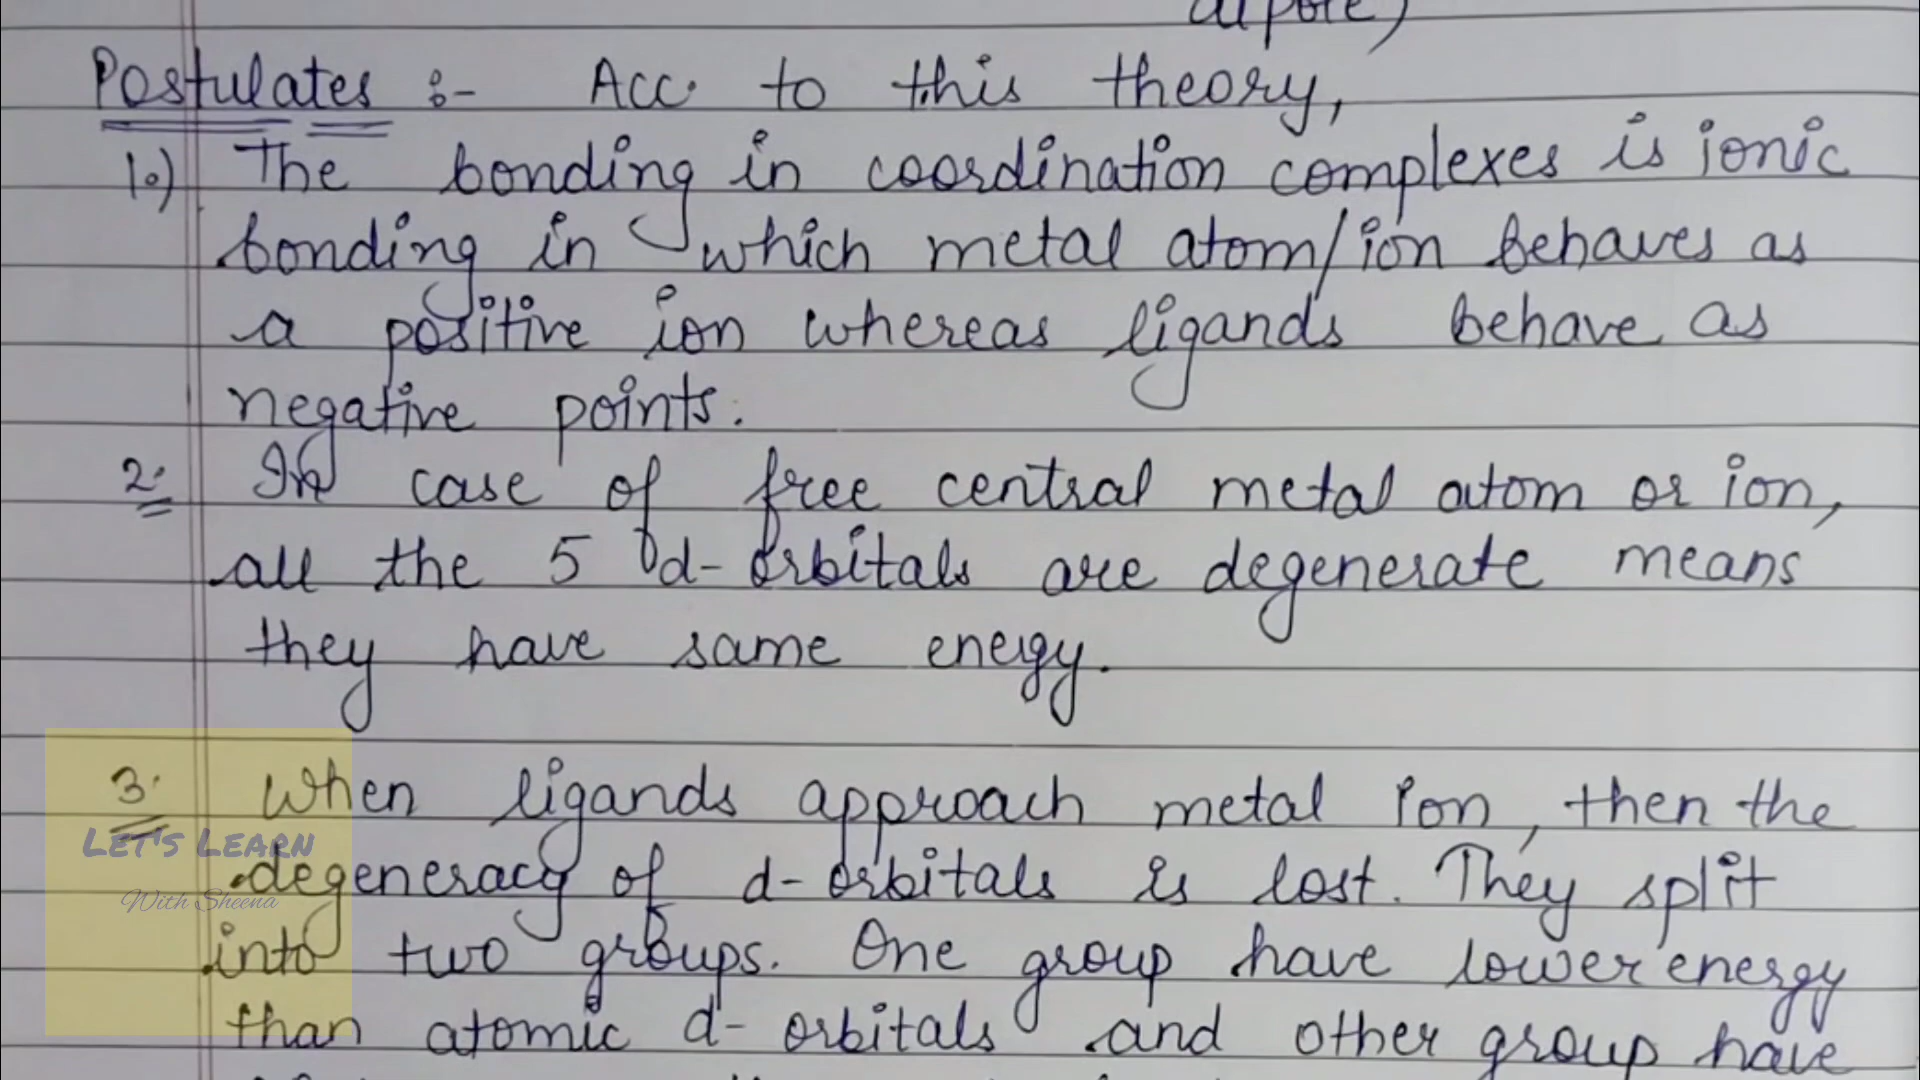 dipole)
Postulates :- Acc. to this theory,
1.) The bonding in coordination complexes is ionic
bonding in which metal atom/ion behaves as
a positive ion whereas ligands behave as
negative points.
2. In case of free central metal atom or ion,
all the 5 d-orbitals are degenerate means
they have same energy.
3. When ligands approach metal ion, then the
LET'S LEARN
degeneracy of d-orbitals is lost. They split
With Sheena
into two groups. One group have lower energy
than atomic d-orbitals and other group have